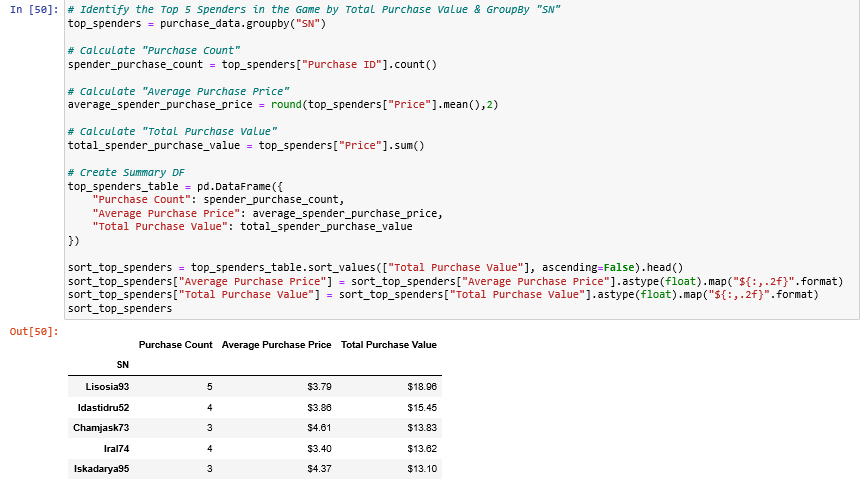 In [50]: # Identify the Top 5 Spenders in the Game by Total Purchase Value & GroupBy "SN"
top_spenders = purchase_data.groupby("SN")
# Calculate "Purchase Count"
spender_purchase_count = top_spenders["Purchase ID"].count()
# Calculate "Average Purchase Price"
average_spender_purchase_price = round(top_spenders["Price"].mean(),2)
# Calculate "Total Purchase Value"
total_spender_purchase_value = top_spenders["Price"].sum()
# Create Summary DF
top_spenders_table = pd.DataFrame({
"Purchase Count": spender_purchase_count,
"Average Purchase Price": average_spender_purchase_price,
"Total Purchase Value": total_spender_purchase_value
})
sort_top_spenders = top_spenders_table.sort_values(["Total Purchase Value"], ascending=False).head()
sort_top_spenders["Average Purchase Price"] = sort_top_spenders["Average Purchase Price"].astype(float).map("${:,.2f}".format)
sort_top_spenders["Total Purchase Value"] = sort_top_spenders["Total Purchase Value"].astype(float).map("${:,.2f}".format)
sort_top_spenders
Out[50]:
Purchase Count Average Purchase Price Total Purchase Value
SN
Lisosia93 5 $3.79 $18.96
Idastidru52 4 $3.86 $15.45
Chamjask73 3 $4.61 $13.83
Iral74 4 $3.40 $13.62
Iskadarya95 3 $4.37 $13.10